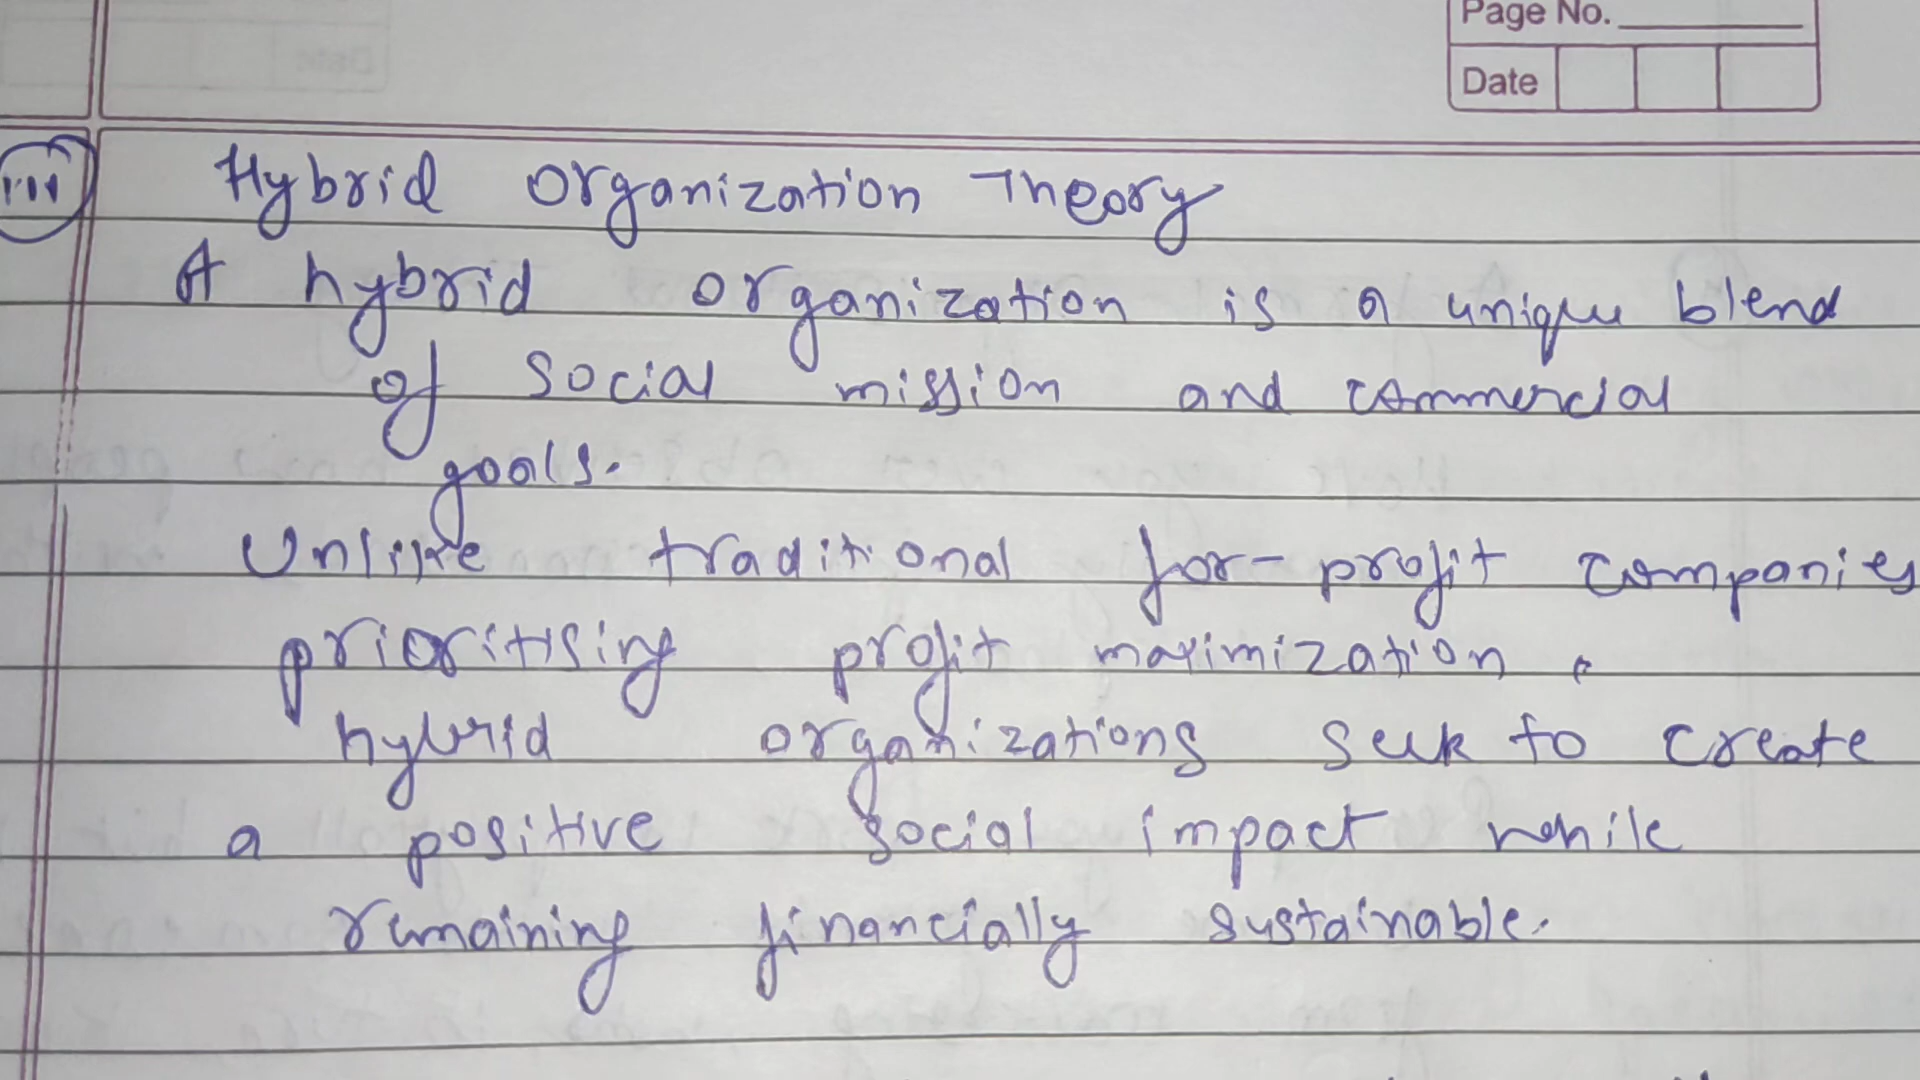 Page No.
Date
iii
Hybrid Organization Theory
A hybrid organization is a unique blend
of social mission and commercial
goals.
Unlike traditional for-profit companies
prioritising profit maximization,
hybrid organizations seek to create
a positive social impact while
remaining financially sustainable.